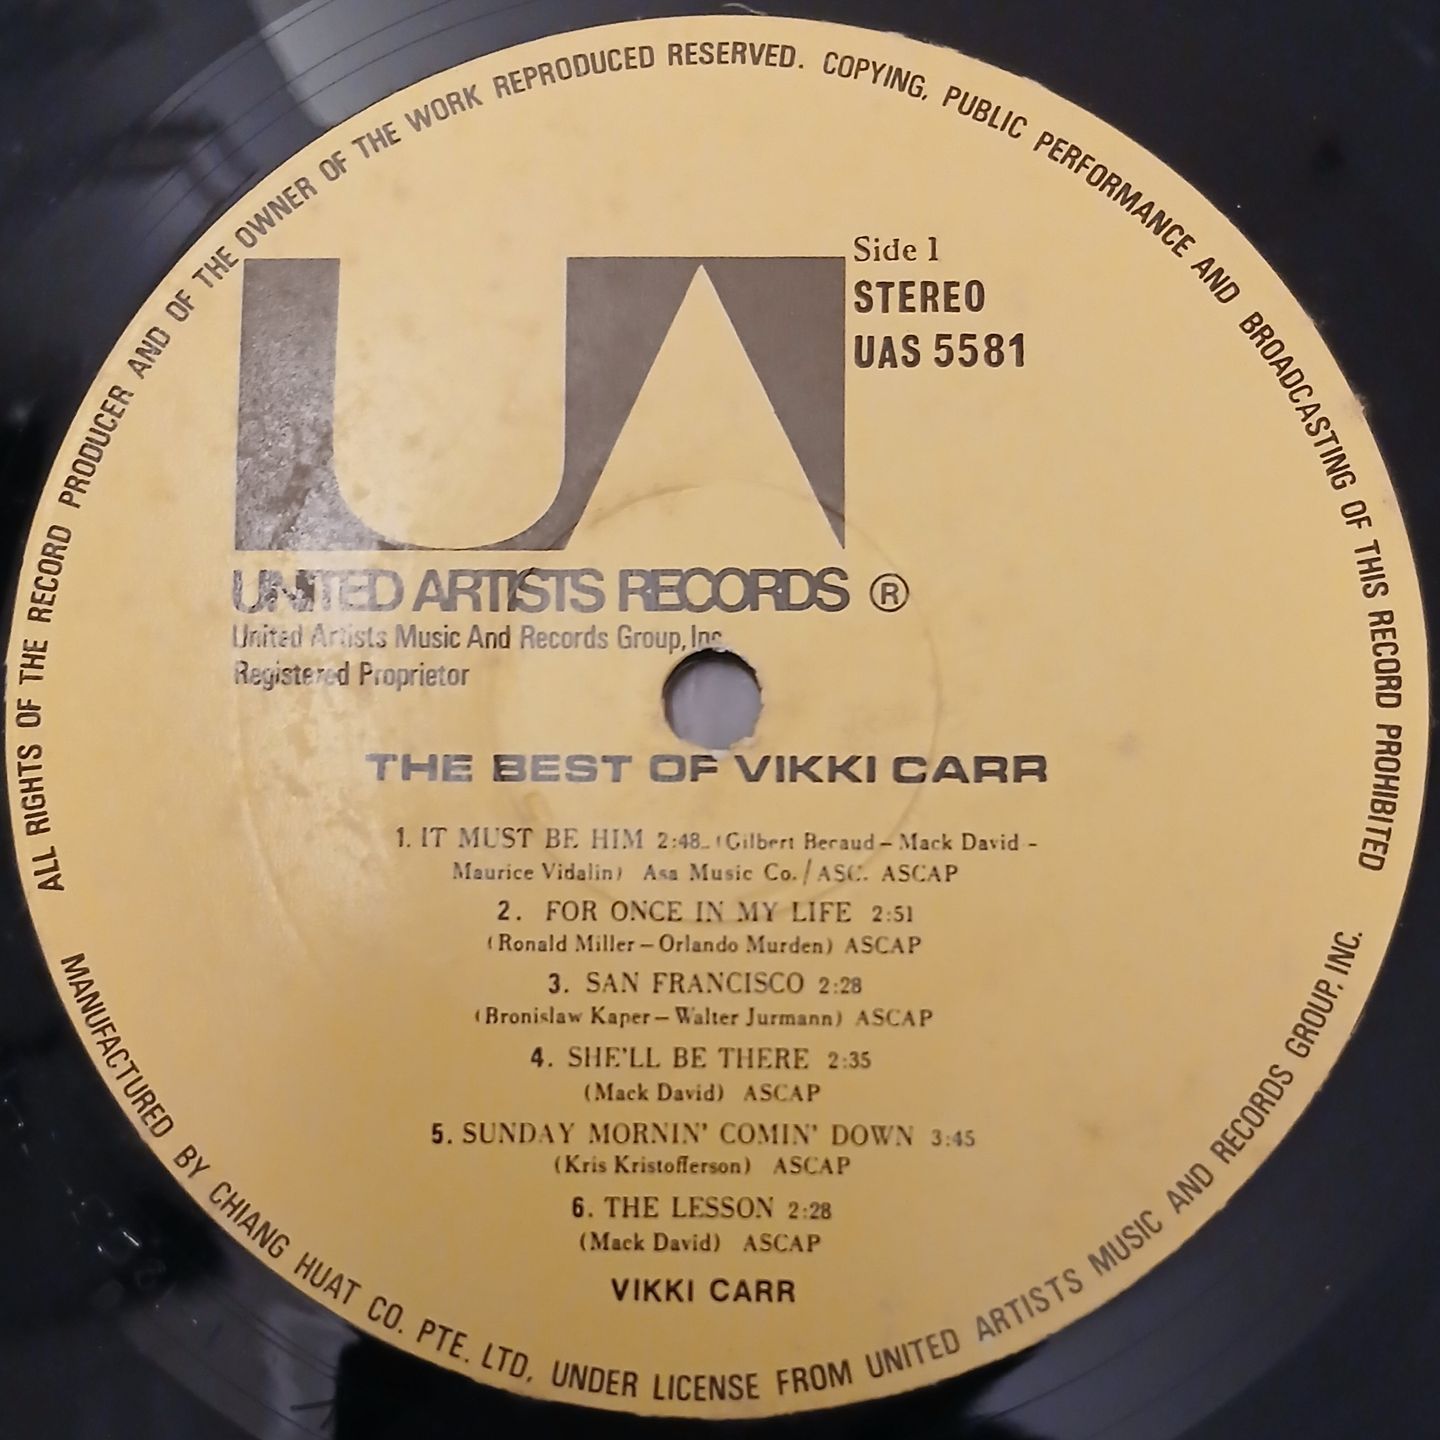 ALL RIGHTS OF THE RECORD PRODUCER AND OF THE OWNER OF THE WORK REPRODUCED RESERVED. COPYING, PUBLIC PERFORMANCE AND BROADCASTING OF THIS RECORD PROHIBITED
UA
Side 1
STEREO
UAS 5581
UNITED ARTISTS RECORDS ®
United Artists Music And Records Group, Inc.
Registered Proprietor
THE BEST OF VIKKI CARR
1. IT MUST BE HIM 2:48 (Gilbert Becaud – Mack David -
Maurice Vidalin) Asa Music Co. / ASC. ASCAP
2. FOR ONCE IN MY LIFE 2:51
(Ronald Miller – Orlando Murden) ASCAP
3. SAN FRANCISCO 2:28
(Bronislaw Kaper – Walter Jurmann) ASCAP
4. SHE'LL BE THERE 2:35
(Mack David) ASCAP
5. SUNDAY MORNIN' COMIN' DOWN 3:45
(Kris Kristofferson) ASCAP
6. THE LESSON 2:28
(Mack David) ASCAP
VIKKI CARR
MANUFACTURED BY CHIANG HUAT CO. PTE. LTD. UNDER LICENSE FROM UNITED ARTISTS MUSIC AND RECORDS GROUP, INC.